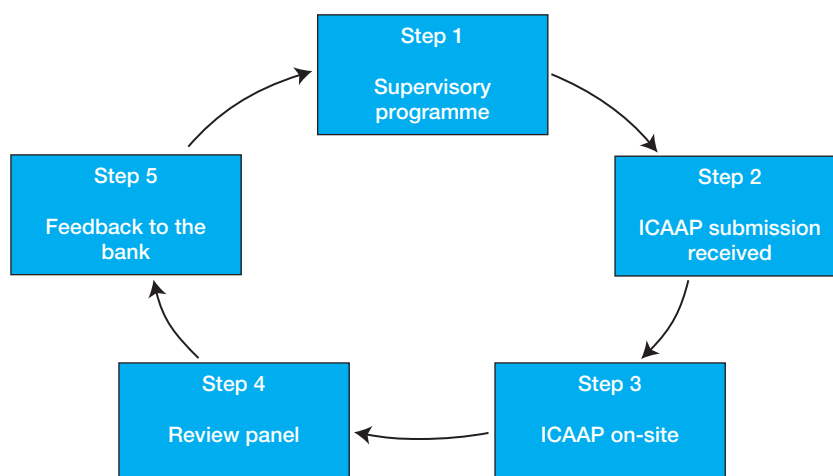 Step 1
Supervisory
programme
Step 2
ICAAP submission
received
Step 3
ICAAP on-site
Step 4
Review panel
Step 5
Feedback to the
bank